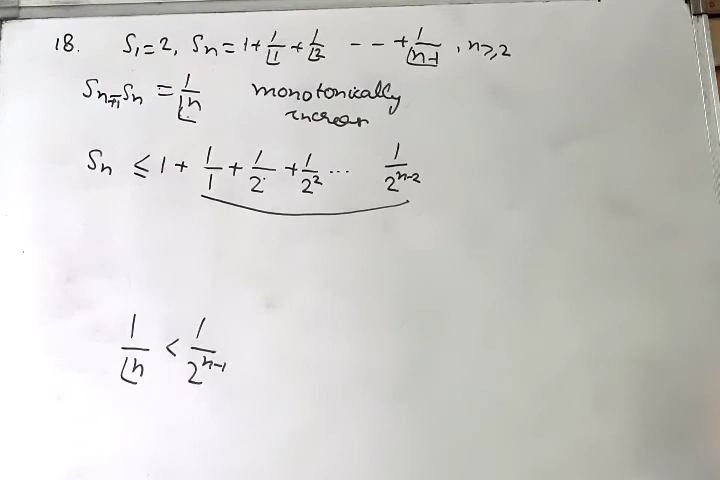 18. S₁=2, Sn = 1 + 1/⌊1 + 1/⌊2 -- + 1/⌊n-1, n≥2
Sn+1 - Sn = 1/⌊n monotonically
increan
Sn ≤ 1 + 1/1 + 1/2 + 1/2² ... 1/2ⁿ⁻²
1/⌊n < 1/2ⁿ⁻¹